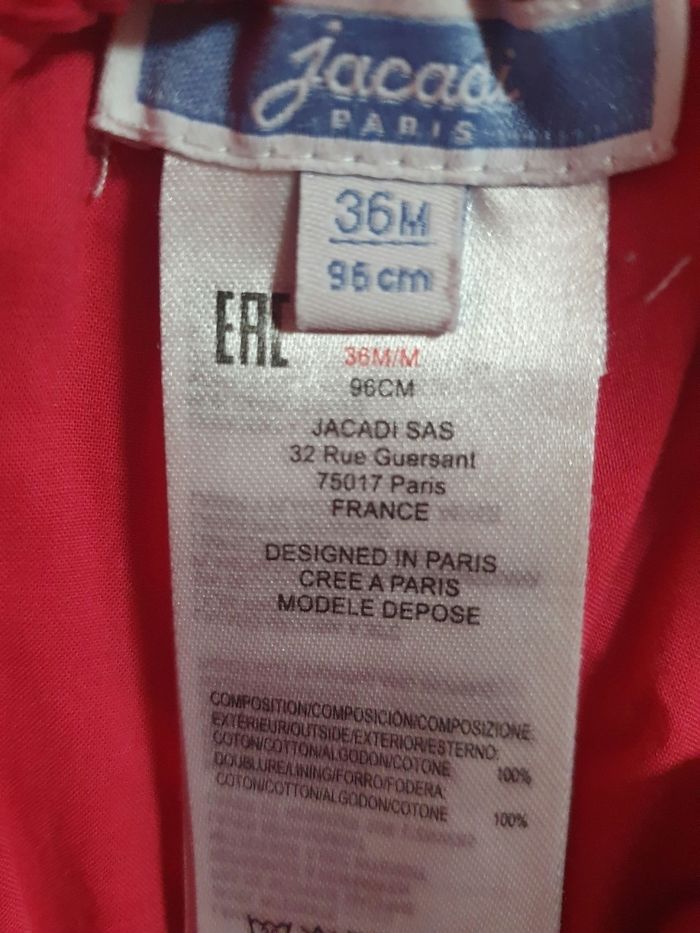 jacadi
PARIS
36M
96cm
EAC
36M/M
96CM
JACADI SAS
32 Rue Guersant
75017 Paris
FRANCE
DESIGNED IN PARIS
CREE A PARIS
MODELE DEPOSE
COMPOSITION/COMPOSICIÓN/COMPOSIZIONE:
EXTERIEUR/OUTSIDE/EXTERIOR/ESTERNO:
COTON/COTTON/ALGODON/COTONE 100%
DOUBLURE/LINING/FORRO/FODERA:
COTON/COTTON/ALGODON/COTONE 100%